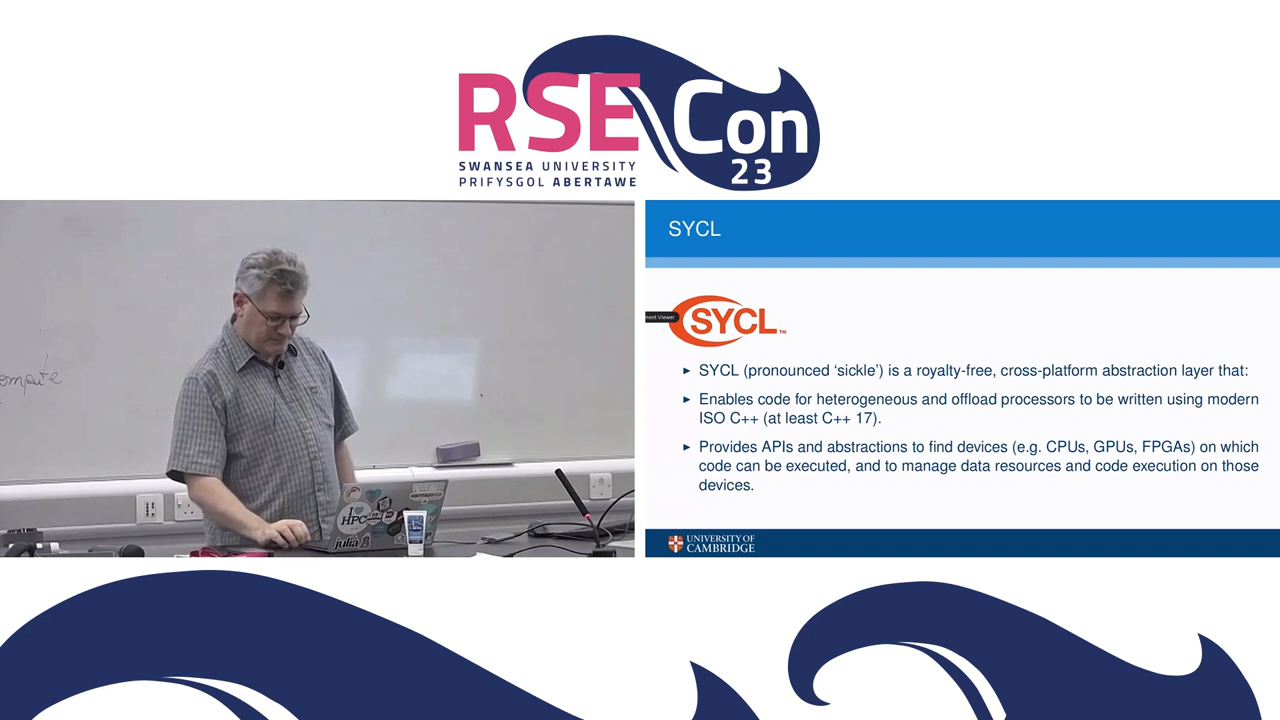 RSE Con
23
SWANSEA UNIVERSITY
PRIFYSGOL ABERTAWE
SYCL
ment Viewer
SYCL™
▸ SYCL (pronounced ‘sickle’) is a royalty-free, cross-platform abstraction layer that:
▸ Enables code for heterogeneous and offload processors to be written using modern
ISO C++ (at least C++ 17).
▸ Provides APIs and abstractions to find devices (e.g. CPUs, GPUs, FPGAs) on which
code can be executed, and to manage data resources and code execution on those
devices.
ompute
I
HPC
julia
UNIVERSITY OF
CAMBRIDGE